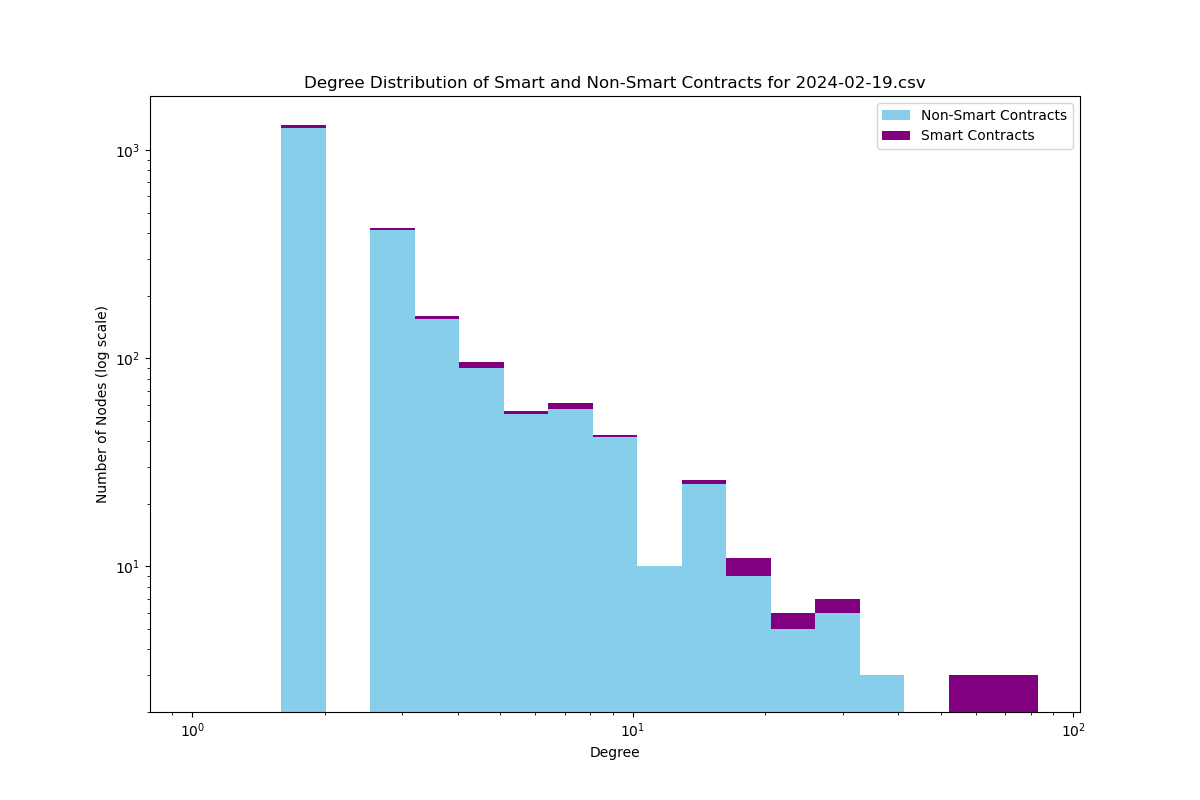 Degree Distribution of Smart and Non-Smart Contracts for 2024-02-19.csv
Non-Smart Contracts
Smart Contracts
Number of Nodes (log scale)
10³
10²
10¹
10⁰ 10¹ 10²
Degree